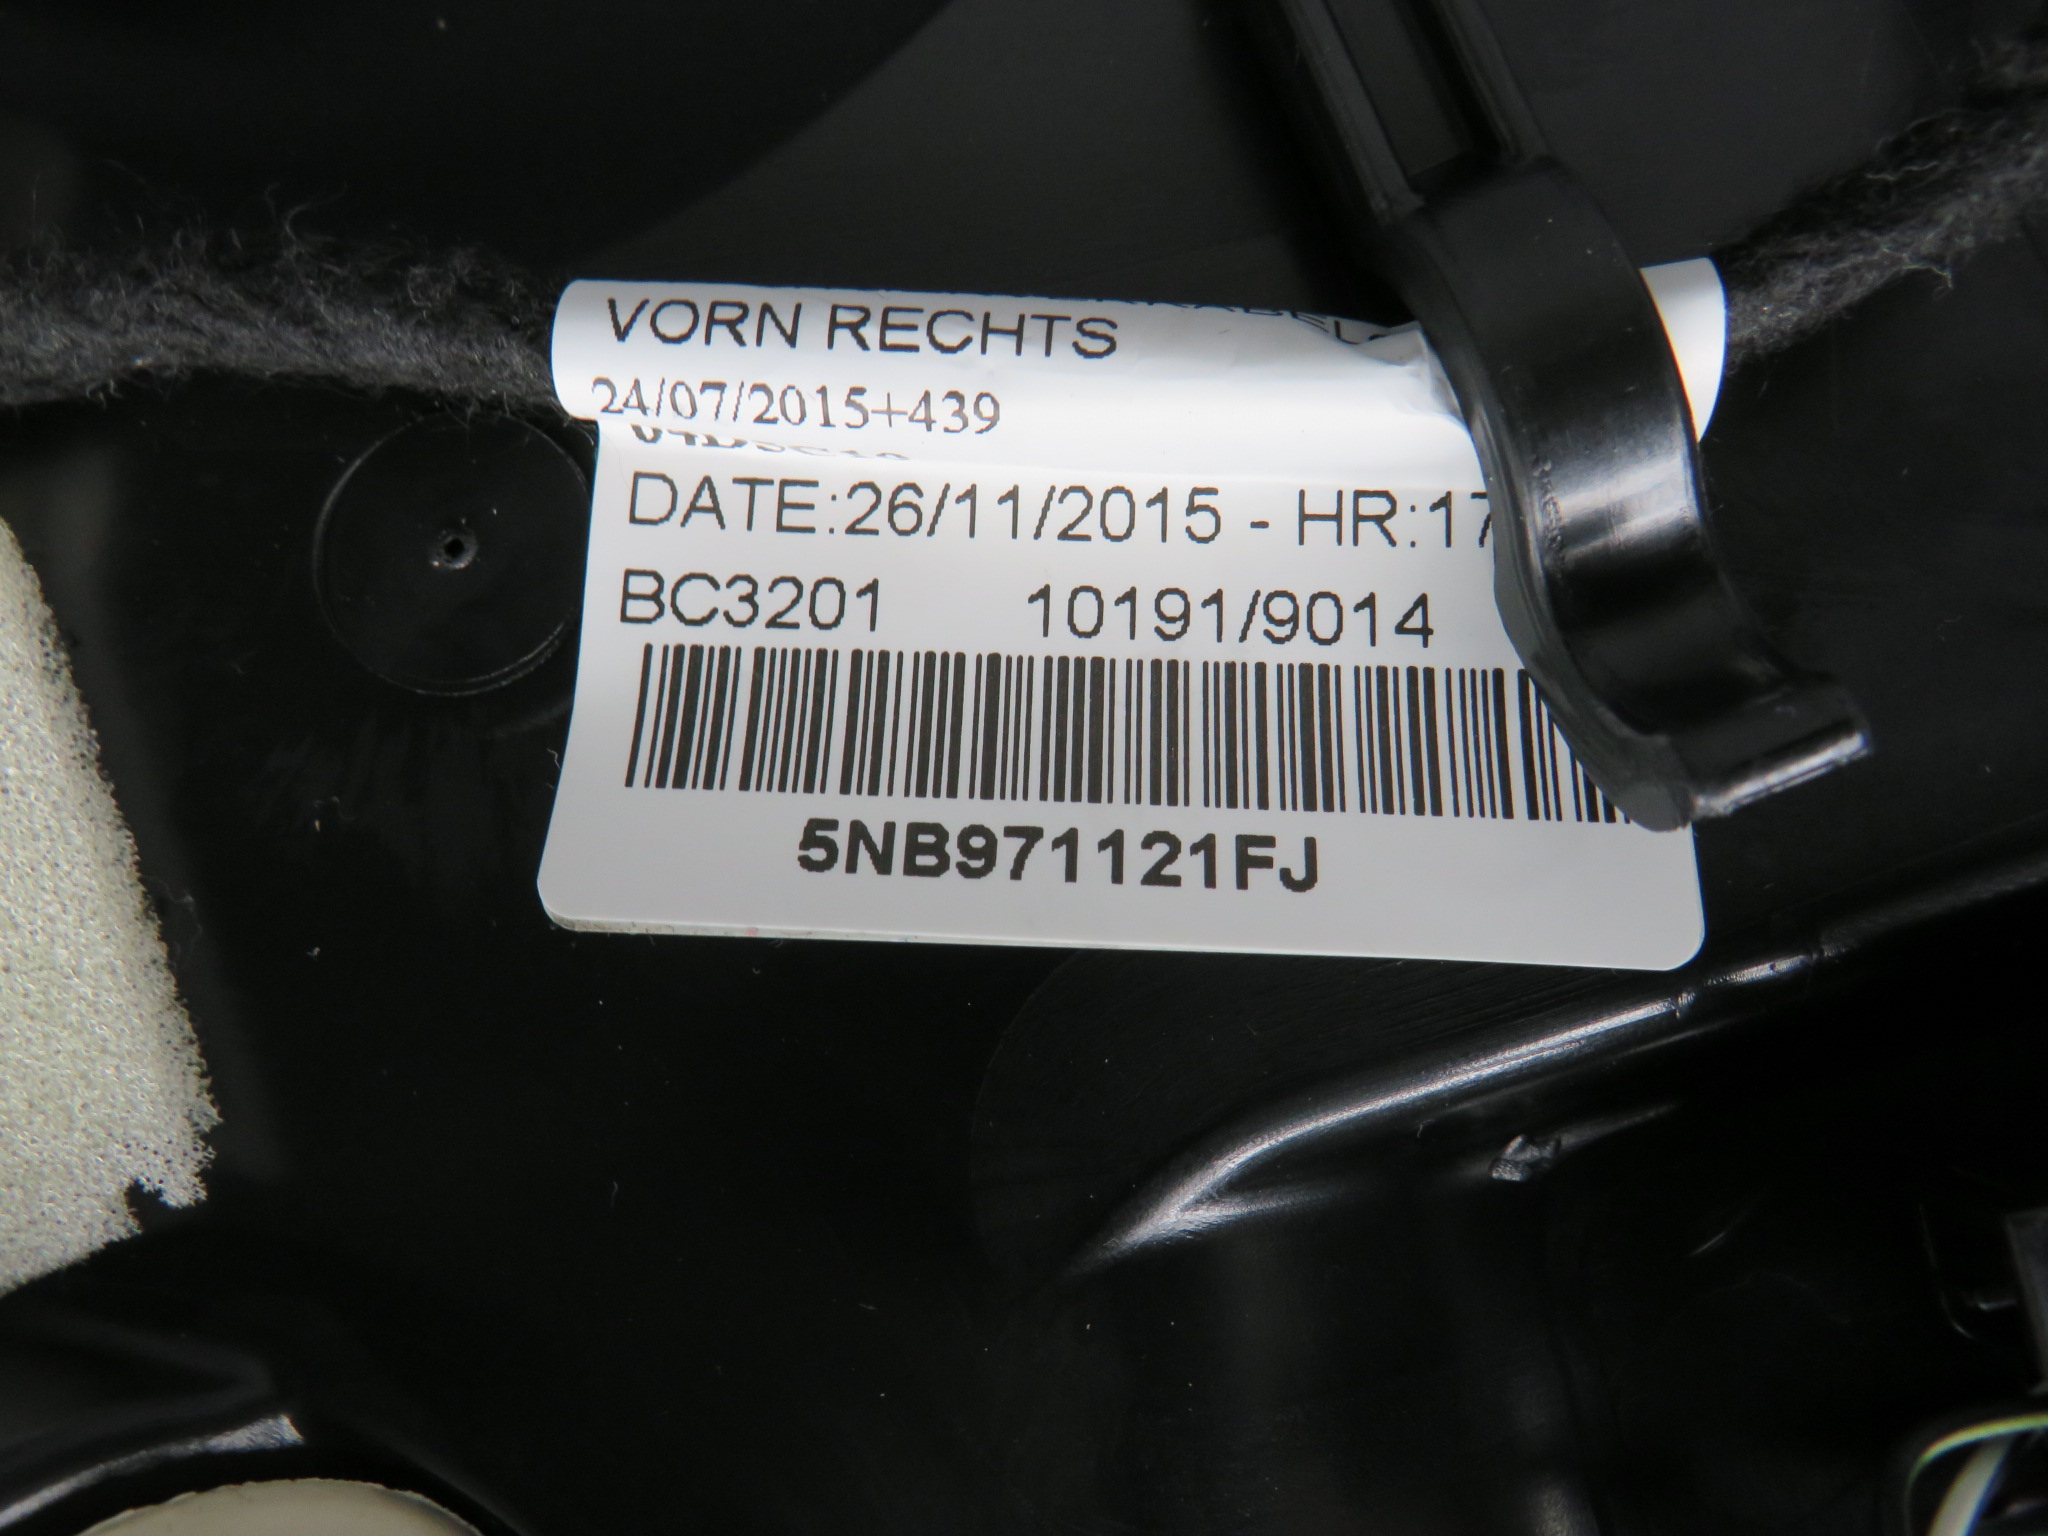 VORN RECHTS
24/07/2015+439
DATE:26/11/2015 - HR:17
BC3201 10191/9014
5NB971121FJ